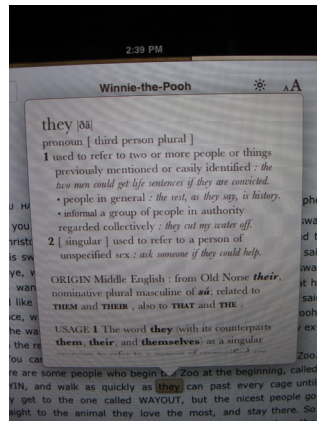 2:39 PM
Winnie-the-Pooh
AA
they |ðā|
pronoun [ third person plural ]
1 used to refer to two or more people or things
previously mentioned or easily identified : the
two men could get life sentences if they are convicted.
• people in general : the rest, as they say, is history.
• informal a group of people in authority
regarded collectively : they cut my water off.
2 [ singular ] used to refer to a person of
unspecified sex : ask someone if they could help.
ORIGIN Middle English : from Old Norse their,
nominative plural masculine of sá; related to
THEM and THEIR , also to THAT and THE .
USAGE 1 The word they (with its counterparts
them, their, and themselves) as a singular
Zoo.
re are some people who begin the Zoo at the beginning, called
YIN, and walk as quickly as they can past every cage until
get to the one called WAYOUT, but the nicest people go
aight to the animal they love the most, and stay there. So